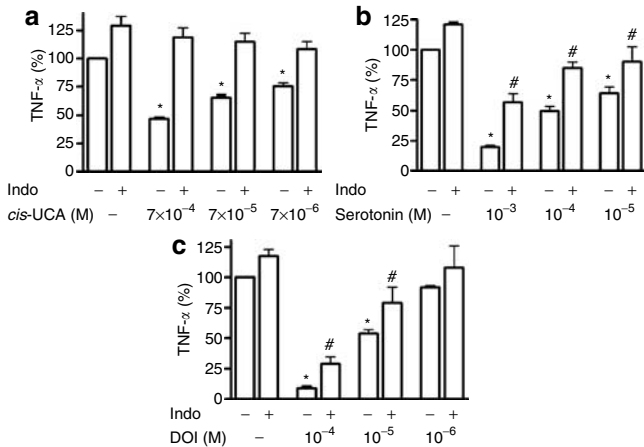 a
TNF-α (%)
125
100
75
50
25
0
* * *
Indo − + − + − + − +
cis-UCA (M) − 7×10⁻⁴ 7×10⁻⁵ 7×10⁻⁶
b
TNF-α (%)
125
100
75
50
25
0
* # * # * #
Indo − + − + − + − +
Serotonin (M) − 10⁻³ 10⁻⁴ 10⁻⁵
c
TNF-α (%)
125
100
75
50
25
0
* # * #
Indo − + − + − + − +
DOI (M) − 10⁻⁴ 10⁻⁵ 10⁻⁶